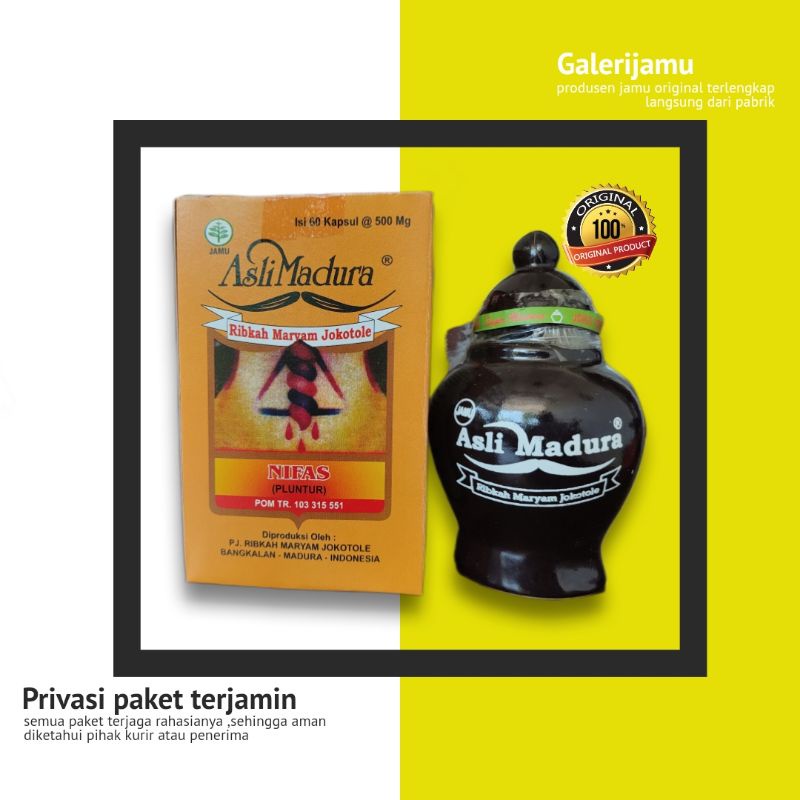 Galerijamu
produsen jamu original terlengkap
langsung dari pabrik
Isi 60 Kapsul @ 500 Mg
JAMU
Asli Madura ®
Ribkah Maryam Jokotole
NIFAS
(PLUNTUR)
POM TR. 103 315 551
Diproduksi Oleh :
PJ. RIBKAH MARYAM JOKOTOLE
BANGKALAN - MADURA - INDONESIA
ORIGINAL
100%
ORIGINAL PRODUCT
JAMU
Asli Madura ®
Ribkah Maryam Jokotole
Privasi paket terjamin
semua paket terjaga rahasianya ,sehingga aman
diketahui pihak kurir atau penerima